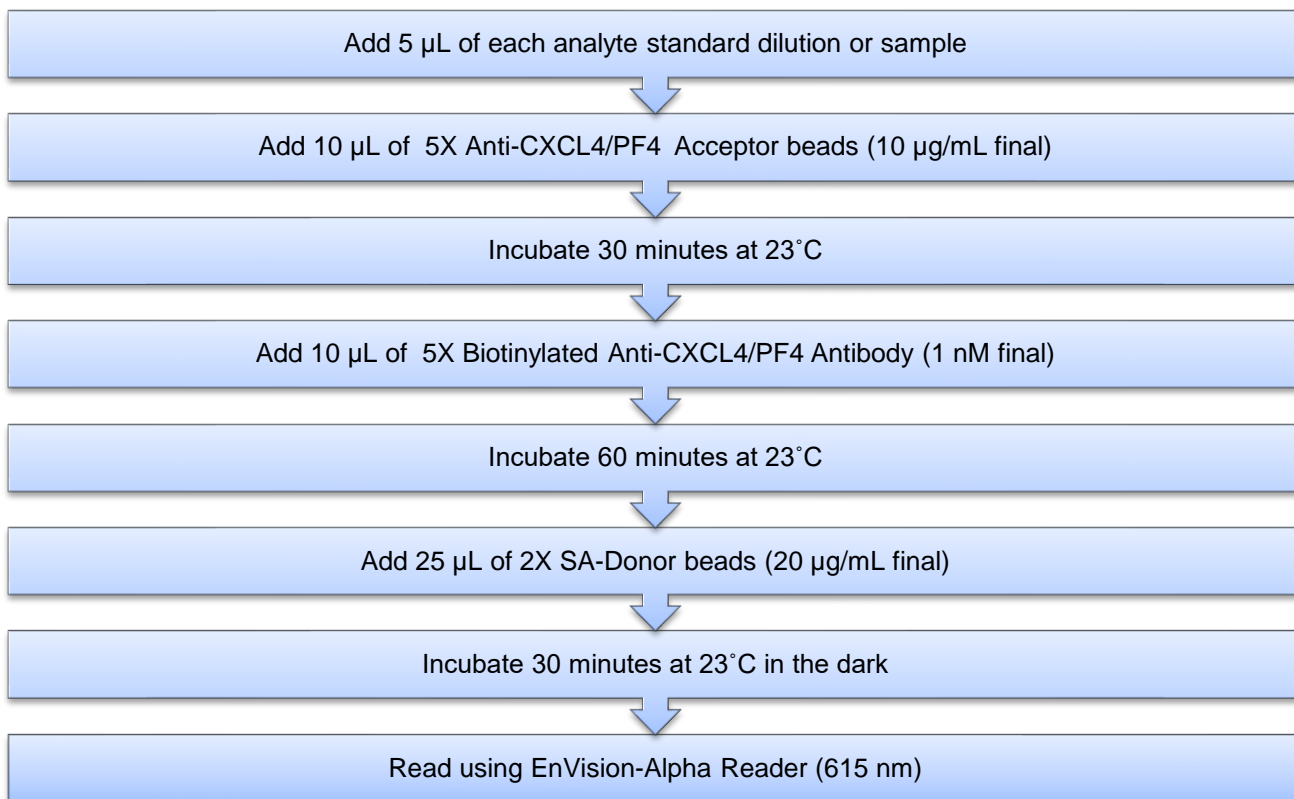 Add 5 µL of each analyte standard dilution or sample
Add 10 µL of  5X Anti-CXCL4/PF4  Acceptor beads (10 µg/mL final)
Incubate 30 minutes at 23˚C
Add 10 µL of  5X Biotinylated Anti-CXCL4/PF4 Antibody (1 nM final)
Incubate 60 minutes at 23˚C
Add 25 µL of 2X SA-Donor beads (20 µg/mL final)
Incubate 30 minutes at 23˚C in the dark
Read using EnVision-Alpha Reader (615 nm)